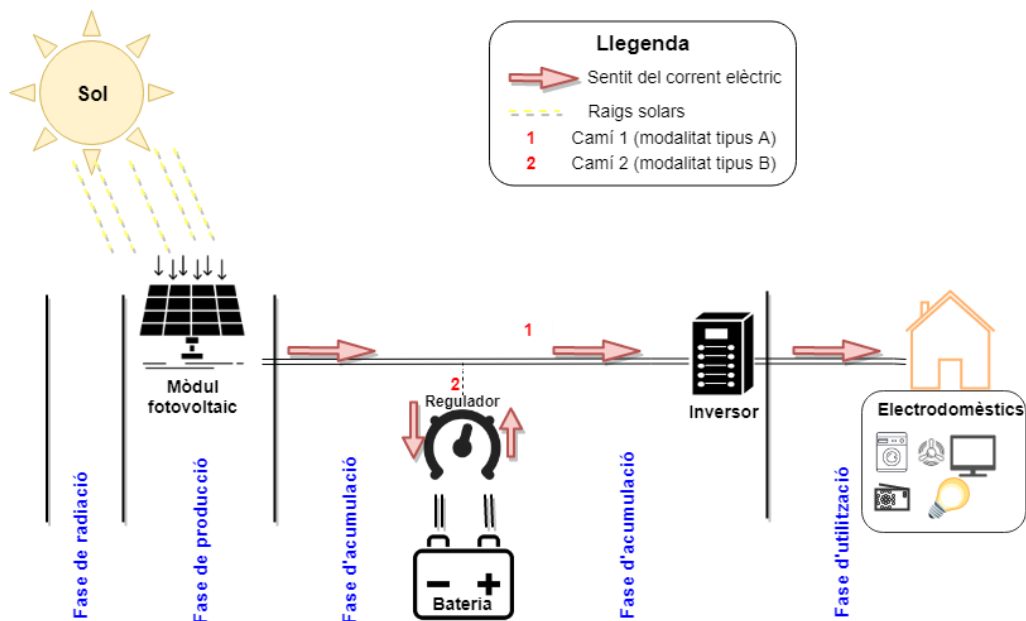 Sol
Llegenda
Sentit del corrent elèctric
Raigs solars
1 Camí 1 (modalitat tipus A)
2 Camí 2 (modalitat tipus B)
1
2
Mòdul
fotovoltaic
Regulador
Inversor
Electrodomèstics
Bateria
Fase de radiació
Fase de producció
Fase d'acumulació
Fase d'acumulació
Fase d'utilització